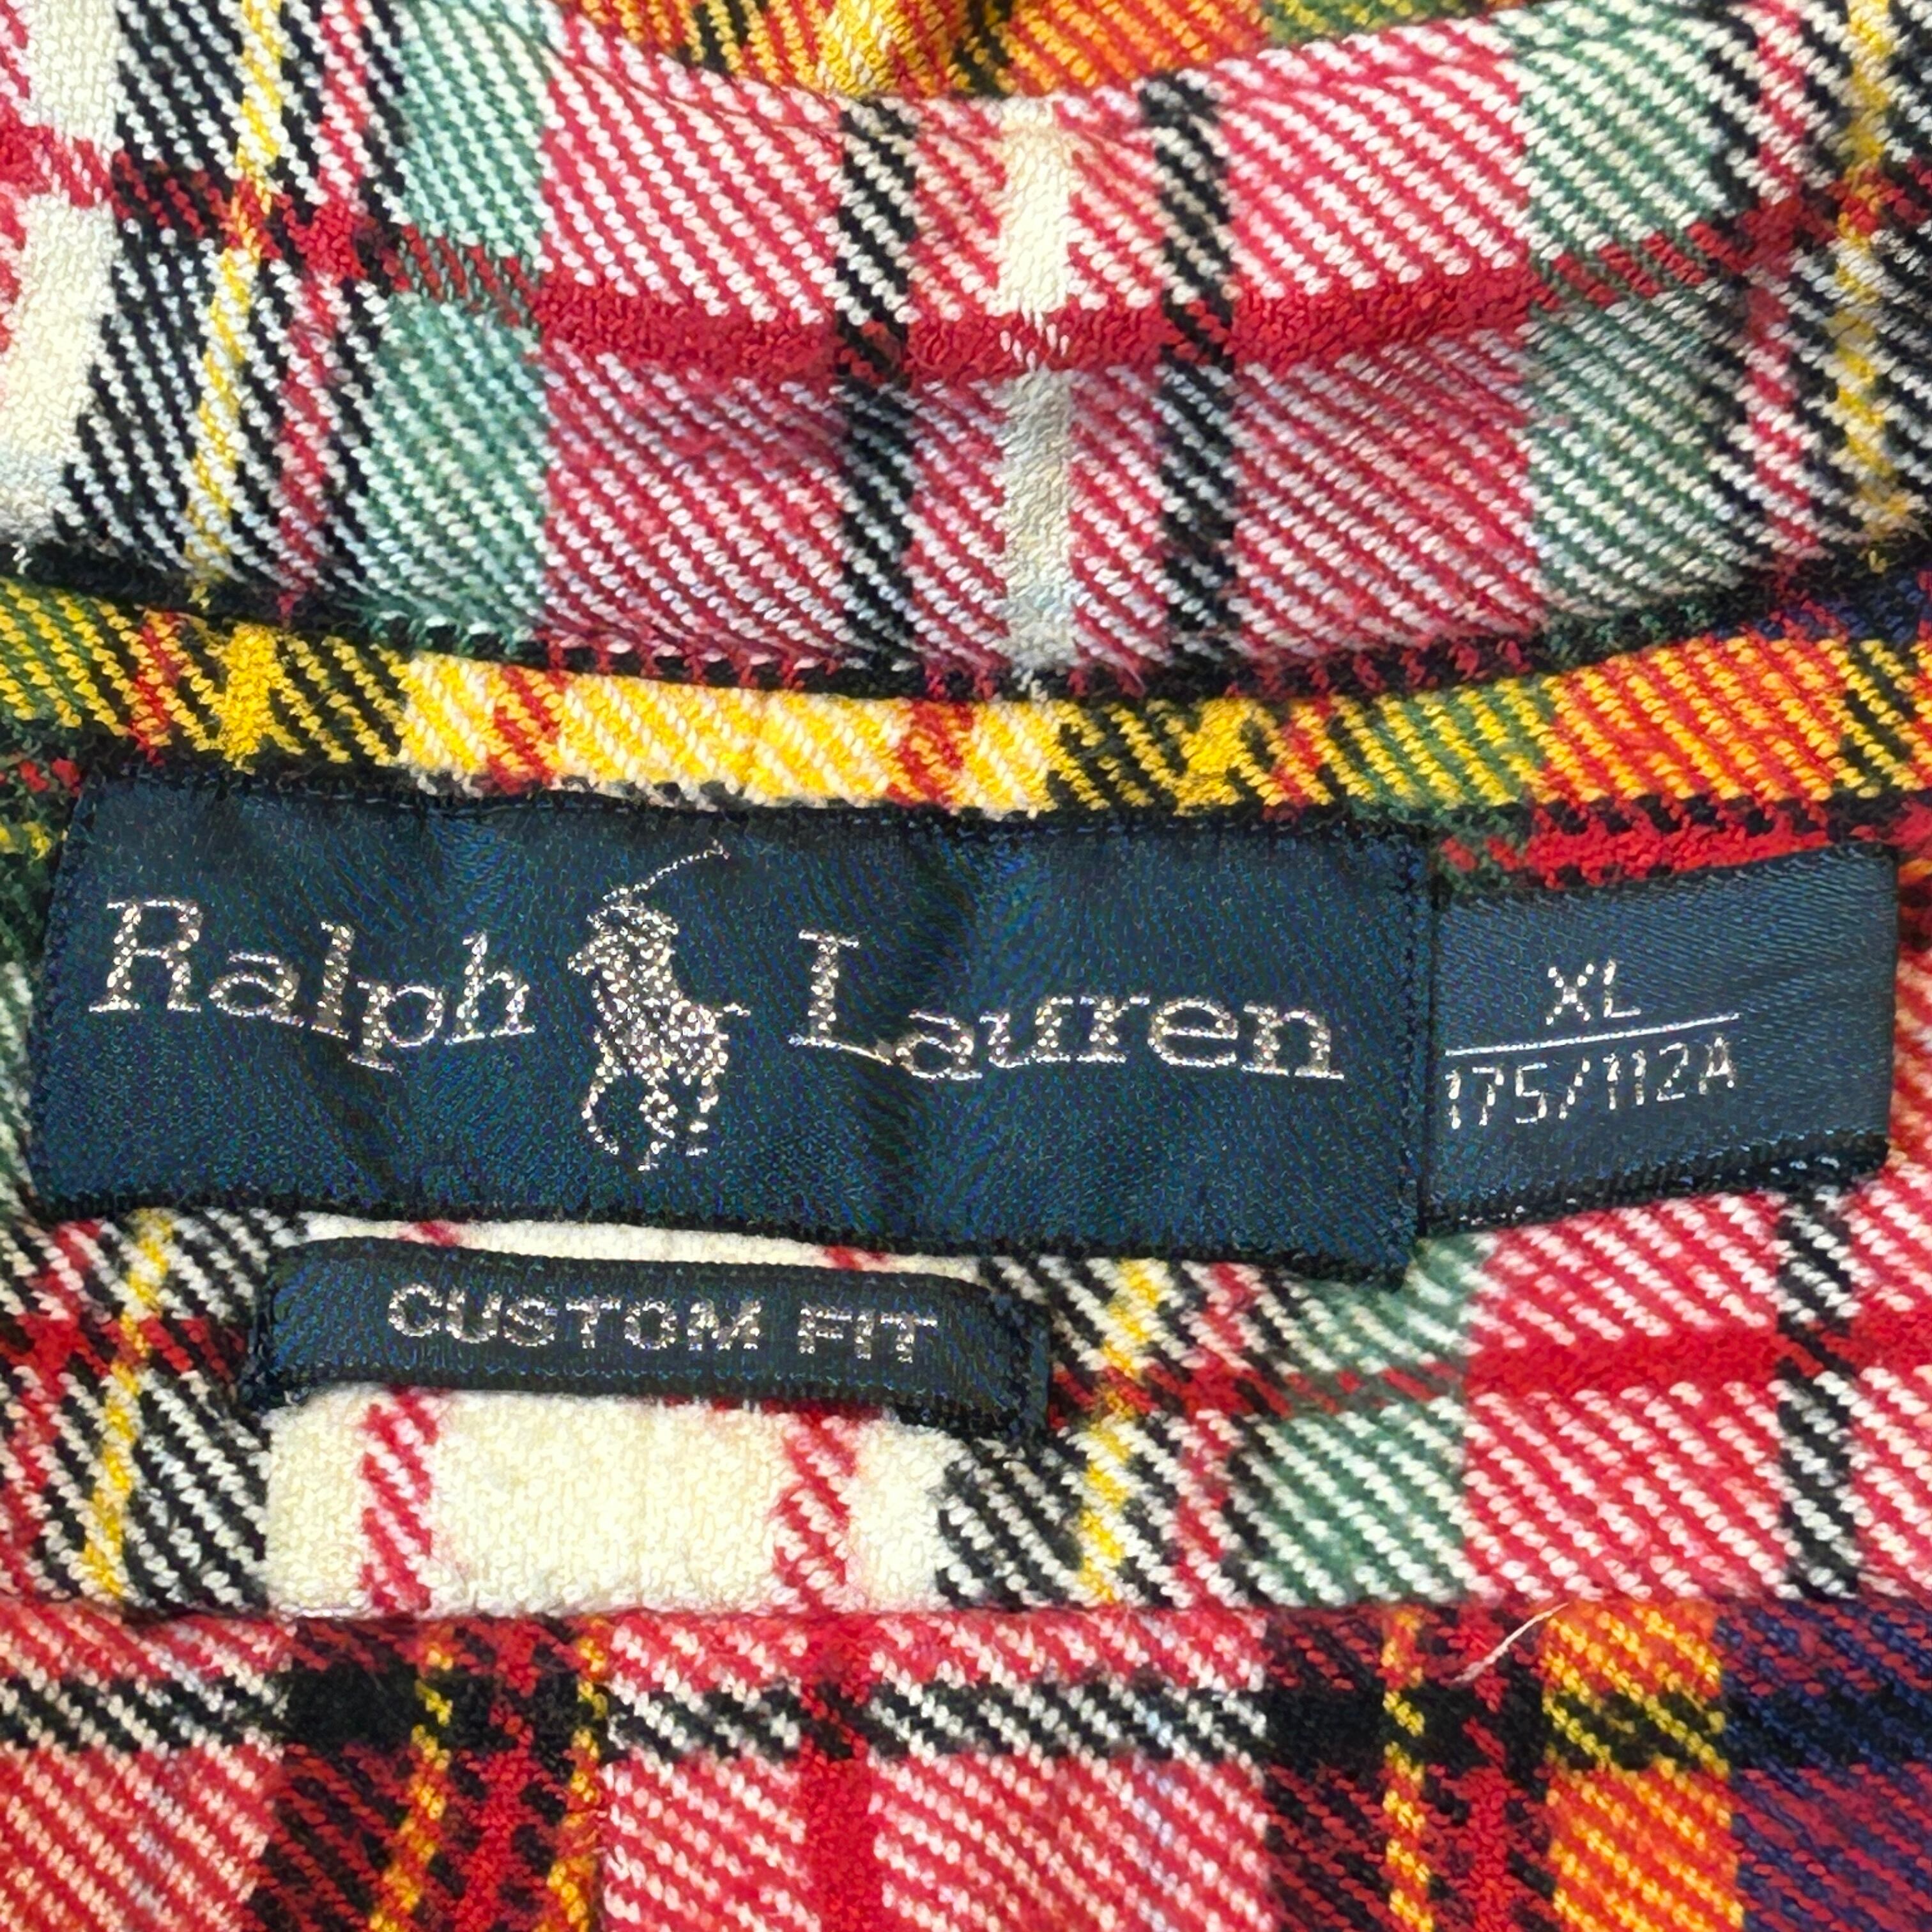 Ralph Lauren
XL
175/112A
CUSTOM FIT